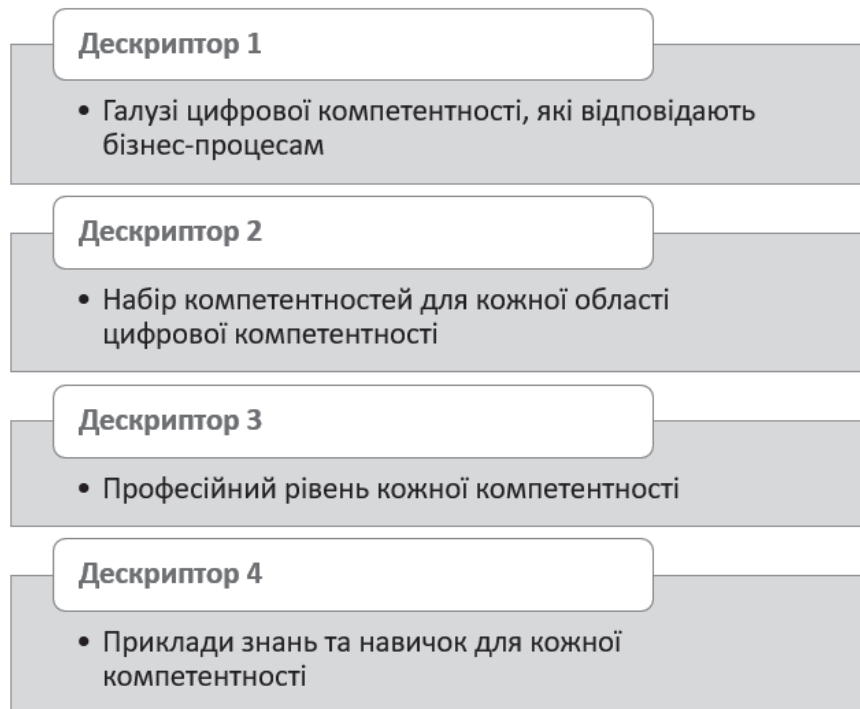 Дескриптор 1
• Галузі цифрової компетентності, які відповідають
бізнес-процесам
Дескриптор 2
• Набір компетентностей для кожної області
цифрової компетентності
Дескриптор 3
• Професійний рівень кожної компетентності
Дескриптор 4
• Приклади знань та навичок для кожної
компетентності